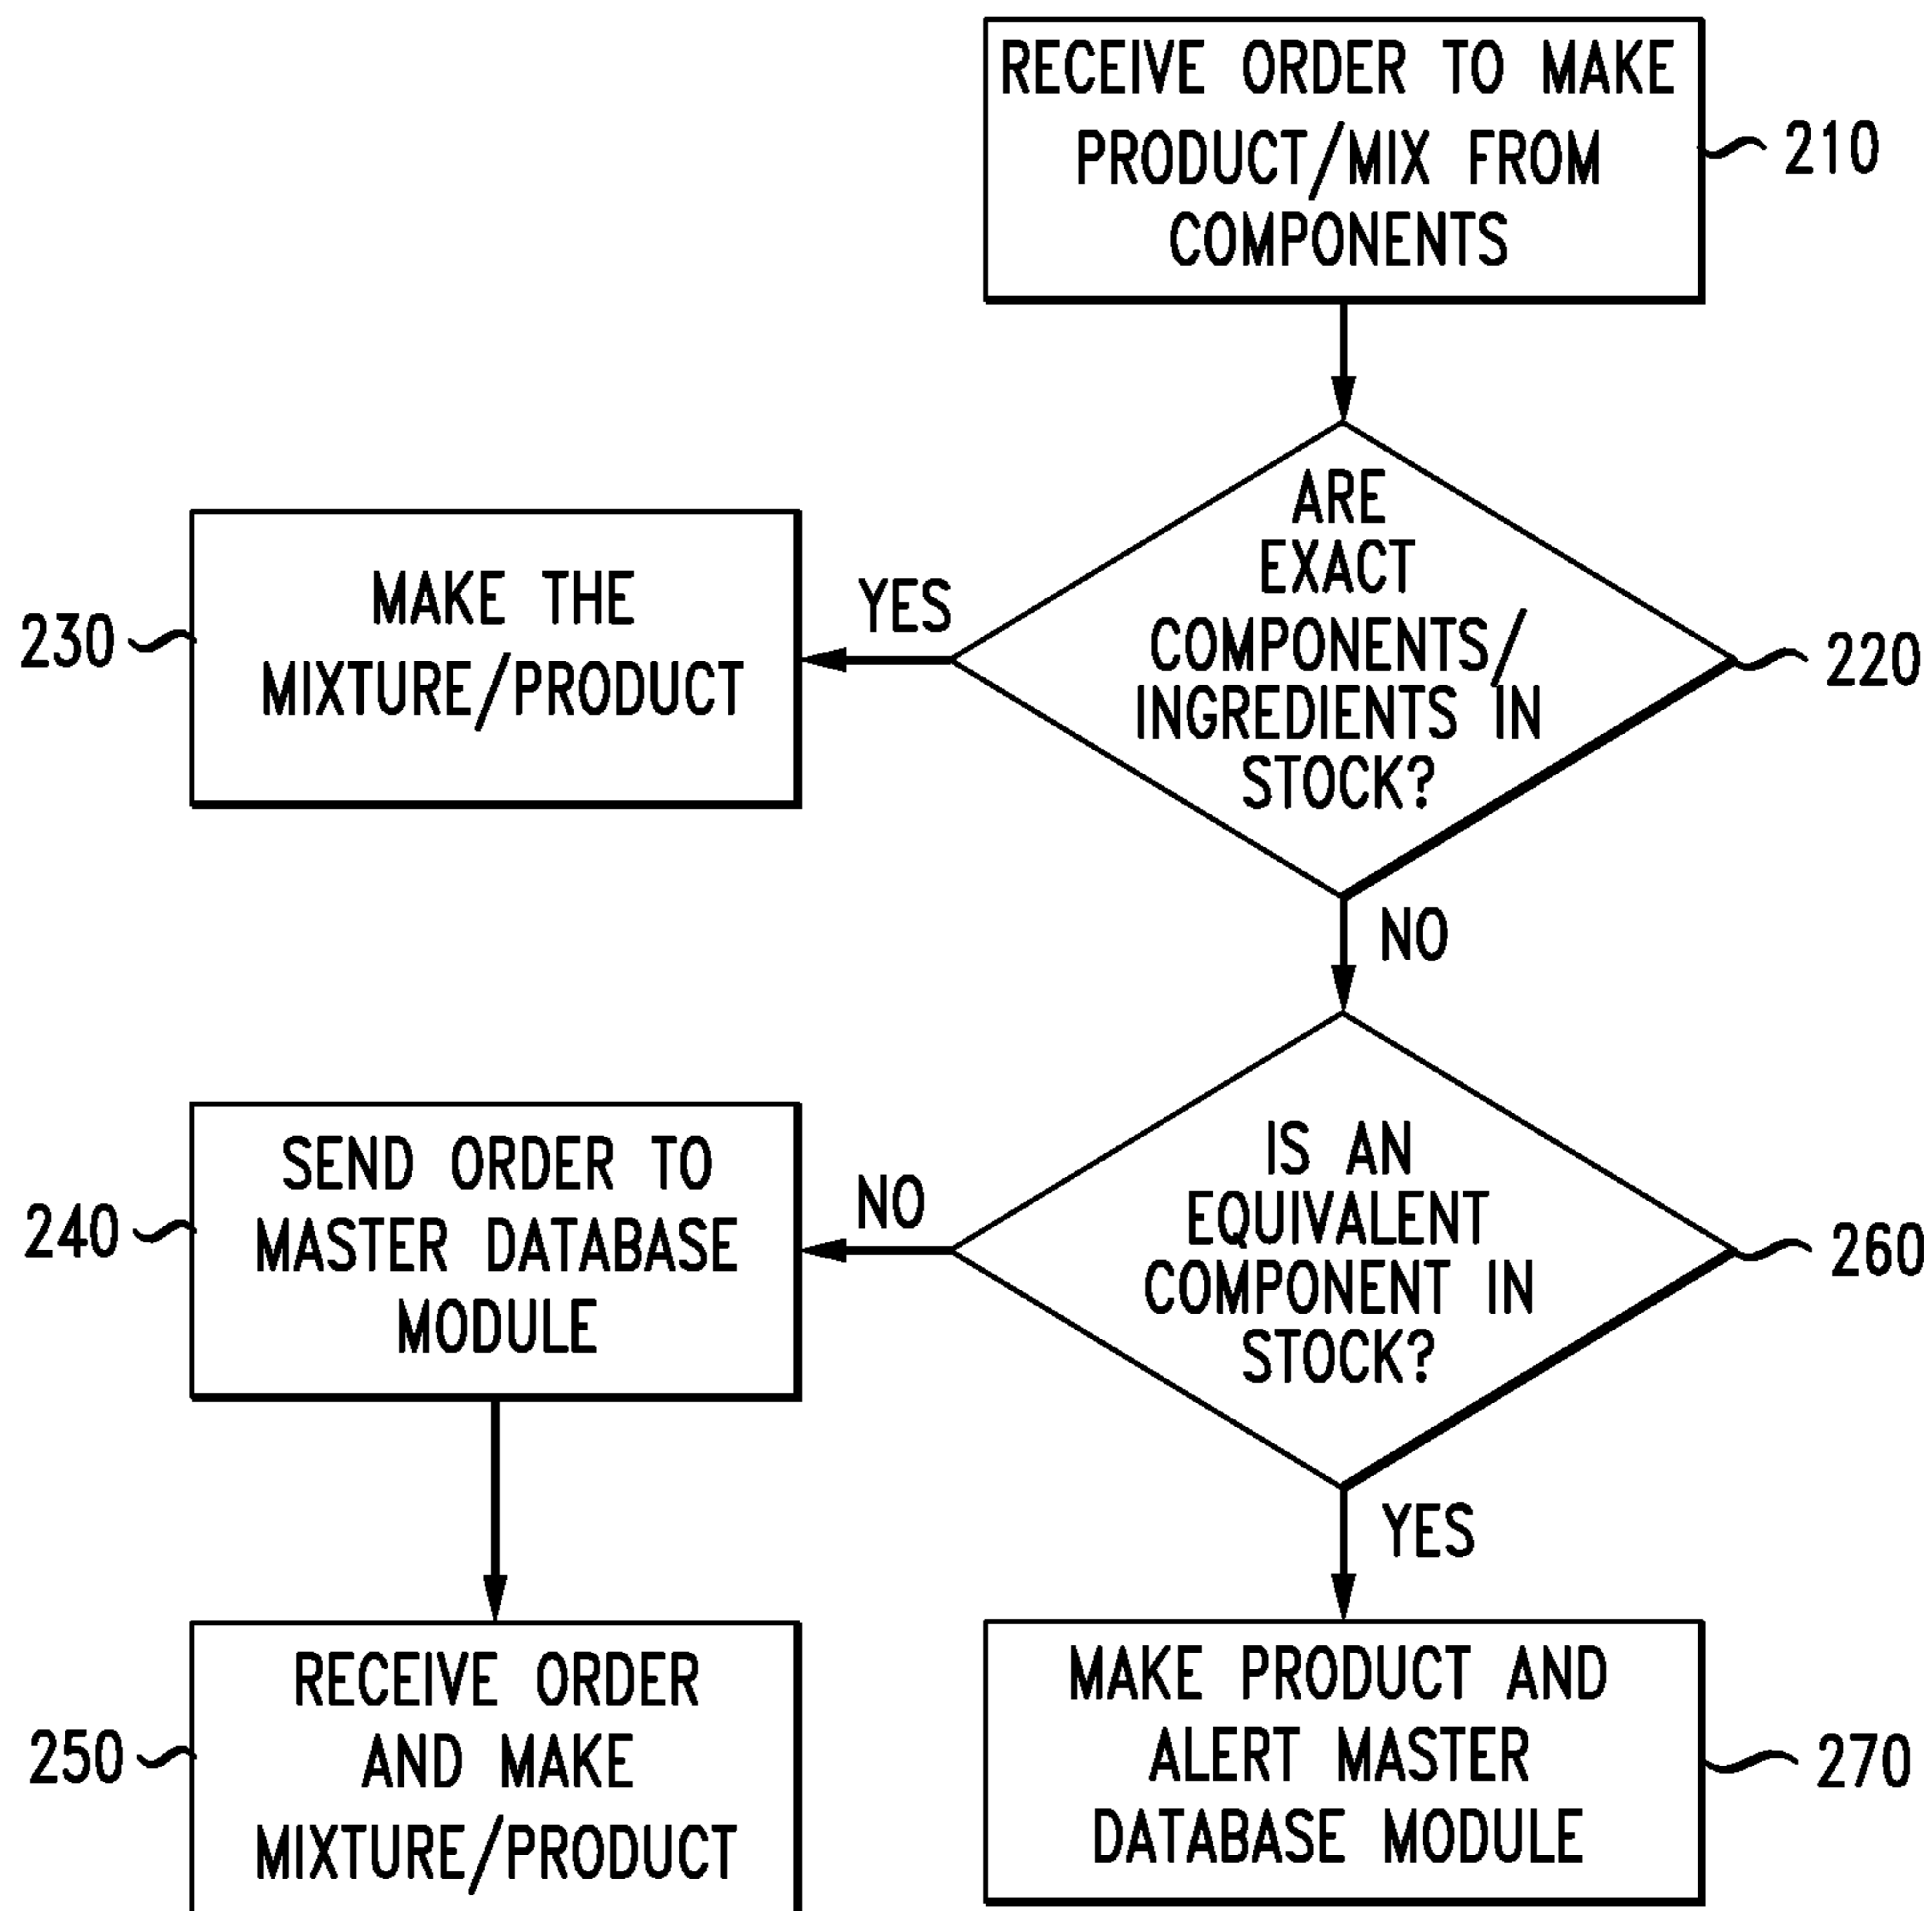 RECEIVE ORDER TO MAKE
PRODUCT/MIX FROM
COMPONENTS
210
ARE
EXACT
COMPONENTS/
INGREDIENTS IN
STOCK?
220
YES
MAKE THE
MIXTURE/PRODUCT
230
NO
IS AN
EQUIVALENT
COMPONENT IN
STOCK?
260
NO
SEND ORDER TO
MASTER DATABASE
MODULE
240
YES
RECEIVE ORDER
AND MAKE
MIXTURE/PRODUCT
250
MAKE PRODUCT AND
ALERT MASTER
DATABASE MODULE
270